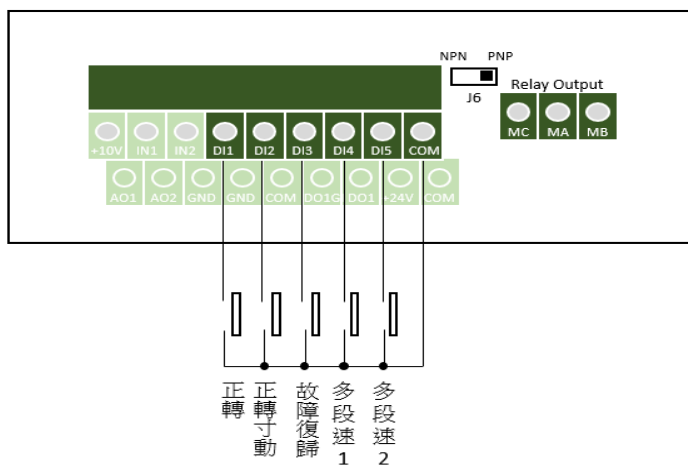 NPN PNP
J6
Relay Output
MC MA MB
+10V IN1 IN2 DI1 DI2 DI3 DI4 DI5 COM
AO1 AO2 GND GND COM DO1G DO1 +24V COM
正轉
正轉寸動
故障復歸
多段速1
多段速2